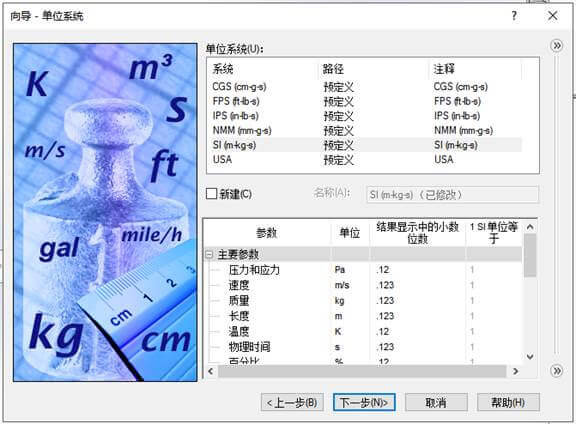 向导 - 单位系统
? ×
K
m³
S
m/s
ft
gal
mile/h
kg
cm 1 2 3
cm
单位系统(U):
系统 路径 注释
CGS (cm-g-s) 预定义 CGS (cm-g-s)
FPS (ft-lb-s) 预定义 FPS (ft-lb-s)
IPS (in-lb-s) 预定义 IPS (in-lb-s)
NMM (mm-g-s) 预定义 NMM (mm-g-s)
SI (m-kg-s) 预定义 SI (m-kg-s)
USA 预定义 USA
新建(C) 名称(A): SI (m-kg-s) （已修改）
参数 单位 结果显示中的小数位数 1 SI 单位等于
主要参数
压力和应力 Pa .12 1
速度 m/s .123 1
质量 kg .123 1
长度 m .123 1
温度 K .12 1
物理时间 s .123 1
百分比 % .12 1
<上一步(B) 下一步(N)> 取消 帮助(H)